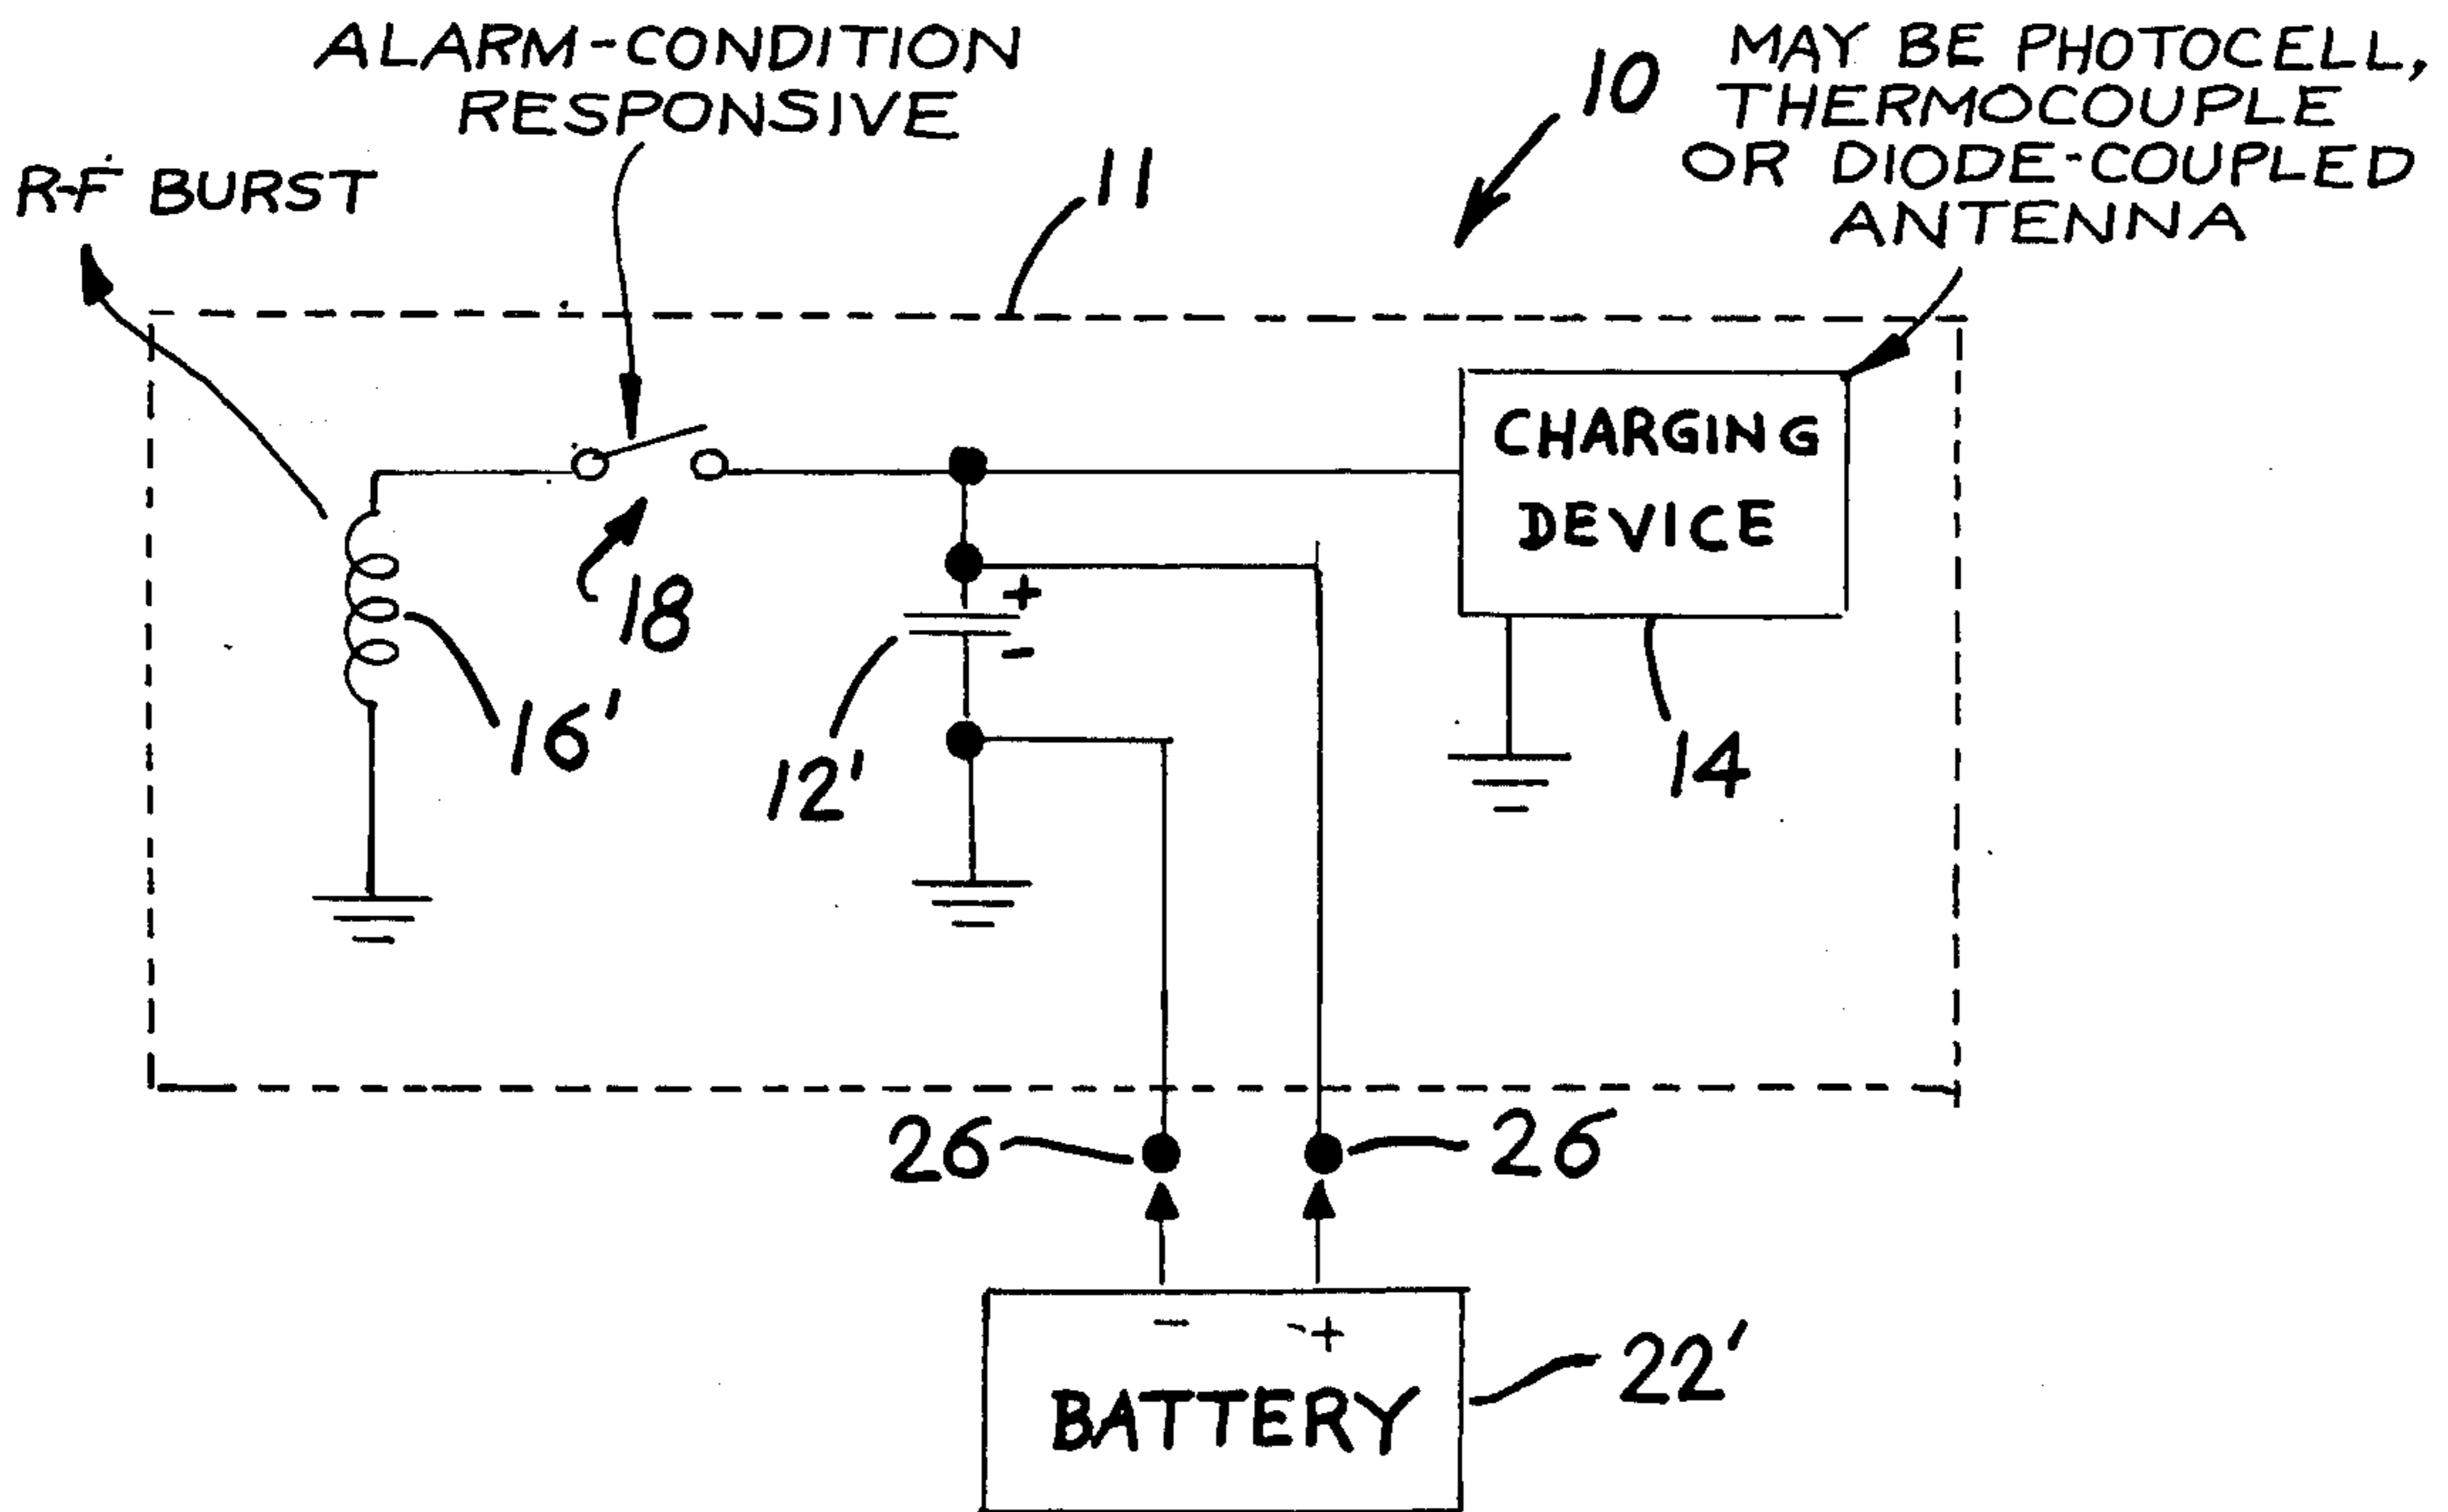 ALARM-CONDITION
RESPONSIVE
R-F BURST
11
10
MAY BE PHOTOCELL,
THERMOCOUPLE
OR DIODE-COUPLED
ANTENNA
CHARGING
DEVICE
18
+
-
16'
12'
14
26
26
- +
BATTERY
22'